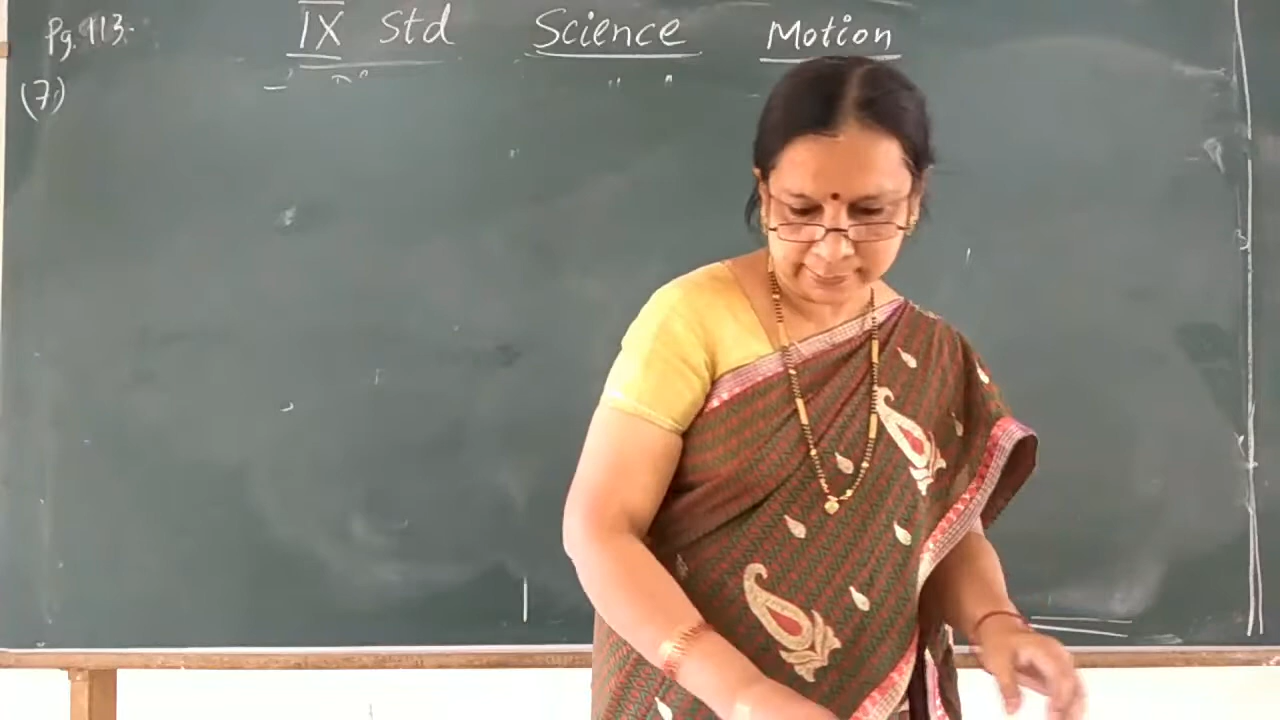 Pg. 113.
IX Std Science Motion
(7)